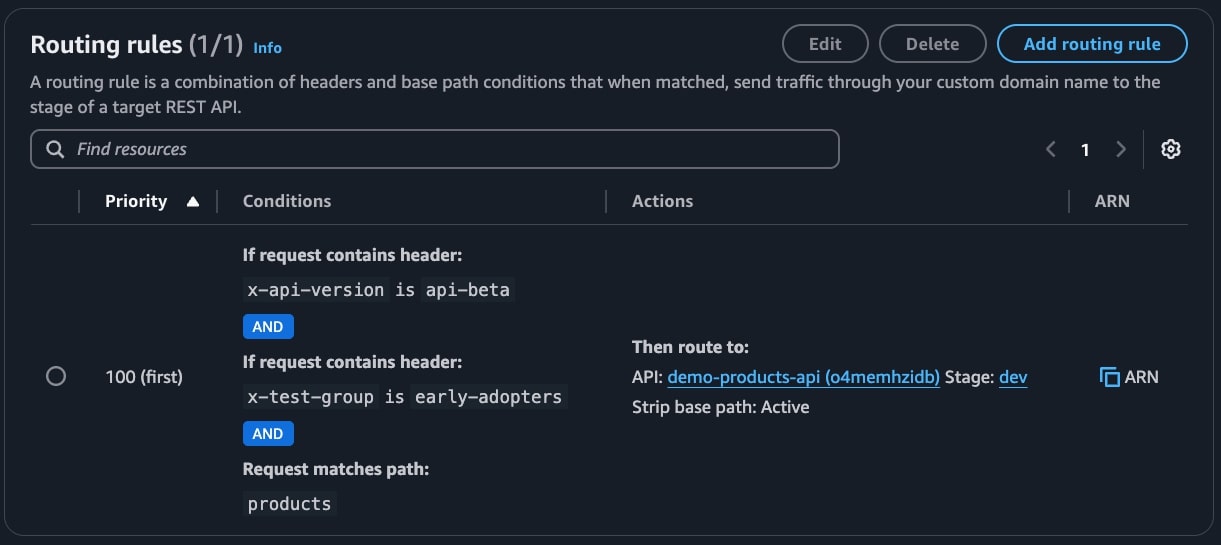 Routing rules (1/1) Info
Edit
Delete
Add routing rule
A routing rule is a combination of headers and base path conditions that when matched, send traffic through your custom domain name to the
stage of a target REST API.
Find resources
1
Priority
Conditions
Actions
ARN
100 (first)
If request contains header:
x-api-version is api-beta
AND
If request contains header:
x-test-group is early-adopters
AND
Request matches path:
products
Then route to:
API: demo-products-api (o4memhzidb) Stage: dev
Strip base path: Active
ARN